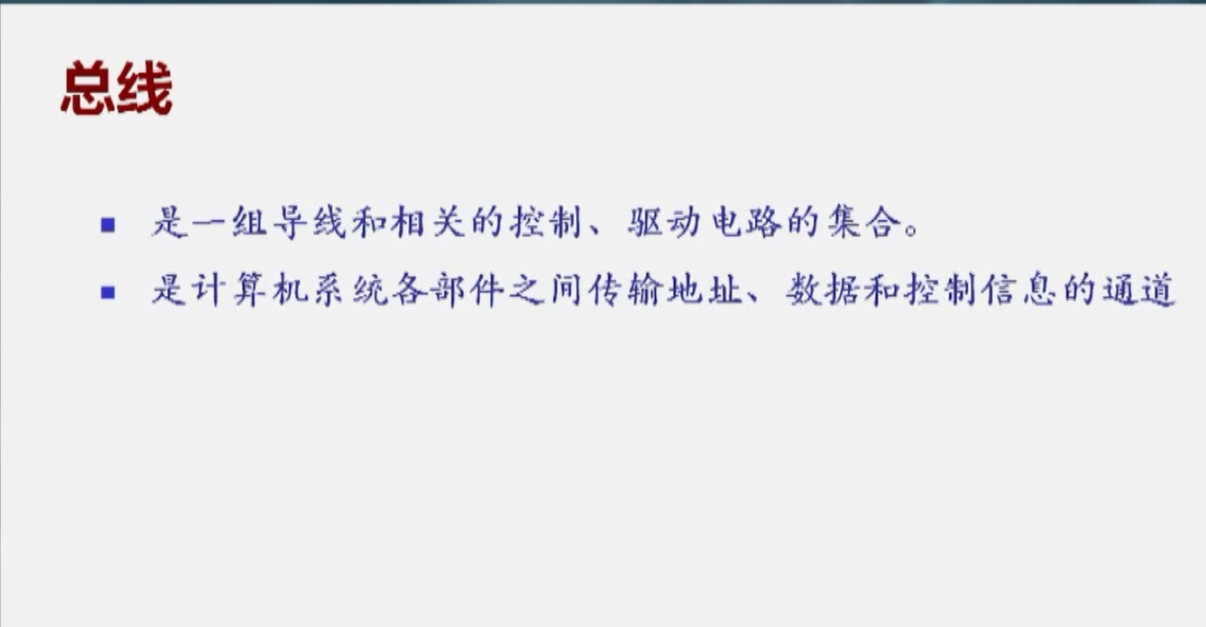 总线
是一组导线和相关的控制、驱动电路的集合。
是计算机系统各部件之间传输地址、数据和控制信息的通道